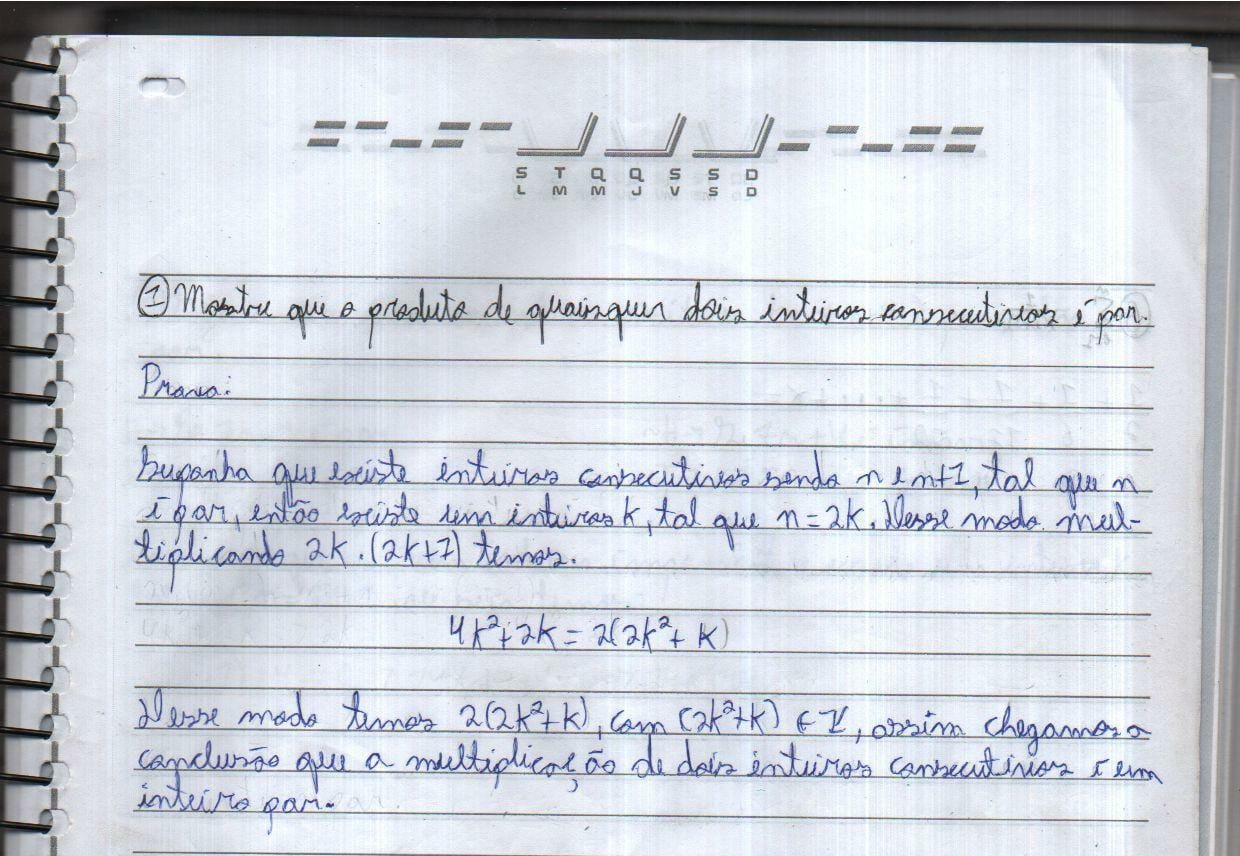 S T Q Q S S D
L M M J V S D
1 Mostre que o produto de quaisquer dois inteiros consecutivos é par.
Prova:
Suponha que existe inteiros consecutivos sendo n e n+1, tal que n
é par, então existe um inteiros k, tal que n = 2k. Desse modo mul-
tiplicando 2k.(2k+1) temos.
4k²+2k = 2(2k²+ k)
Desse modo temos 2(2k²+k), com (2k²+k) ∈ Z, assim chegamos a
conclusão que a multiplicação de dois inteiros consecutivos é um
inteiro par.